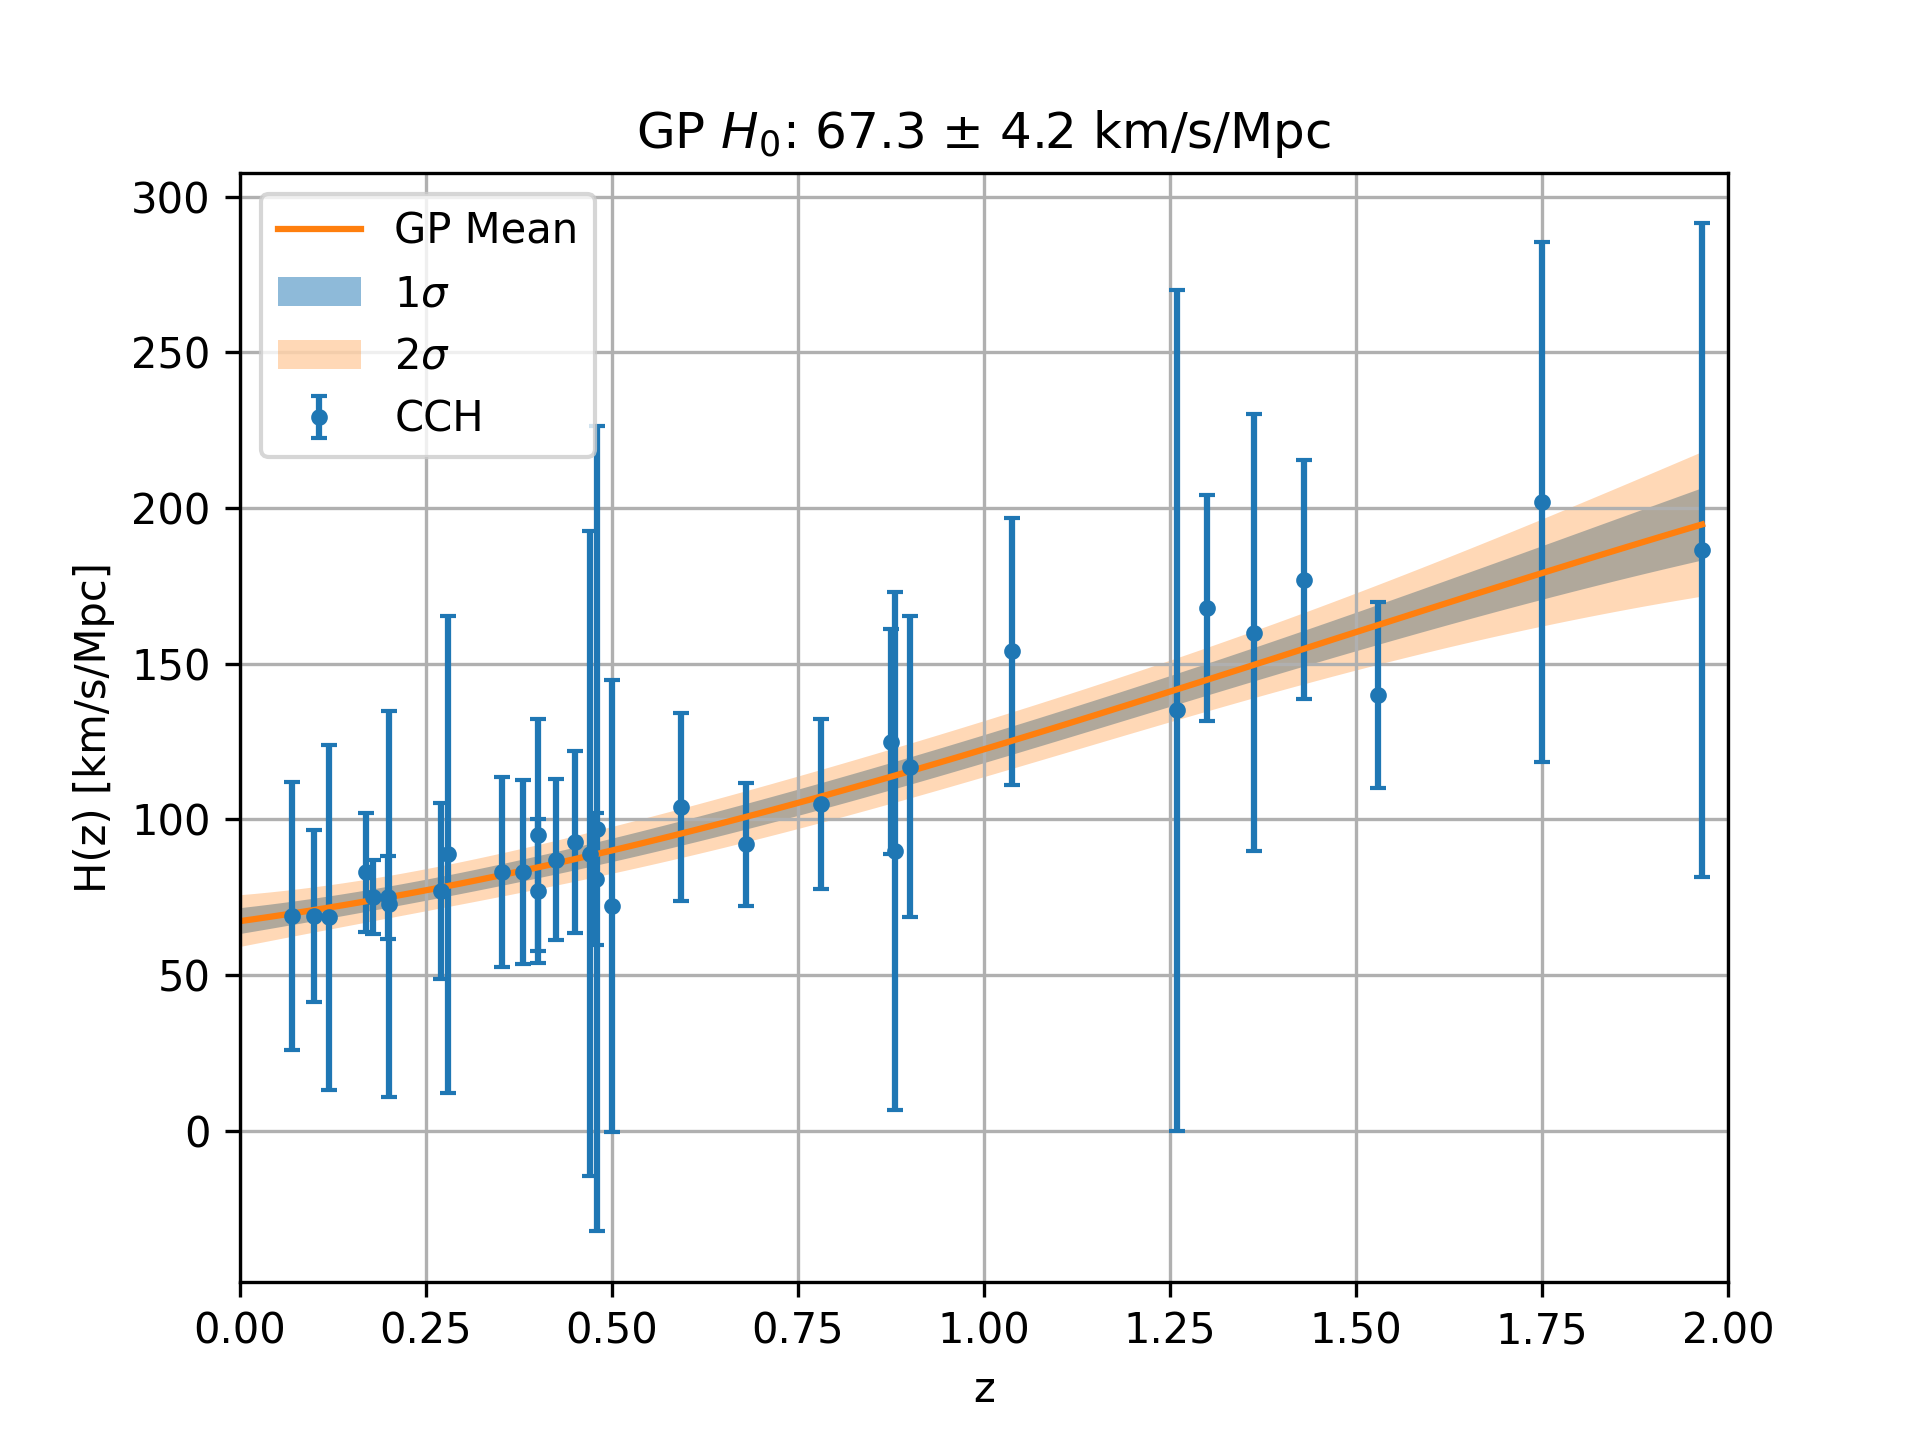 GP H₀: 67.3 ± 4.2 km/s/Mpc
GP Mean
1σ
2σ
CCH
H(z) [km/s/Mpc]
300
250
200
150
100
50
0
0.00 0.25 0.50 0.75 1.00 1.25 1.50 1.75 2.00
z